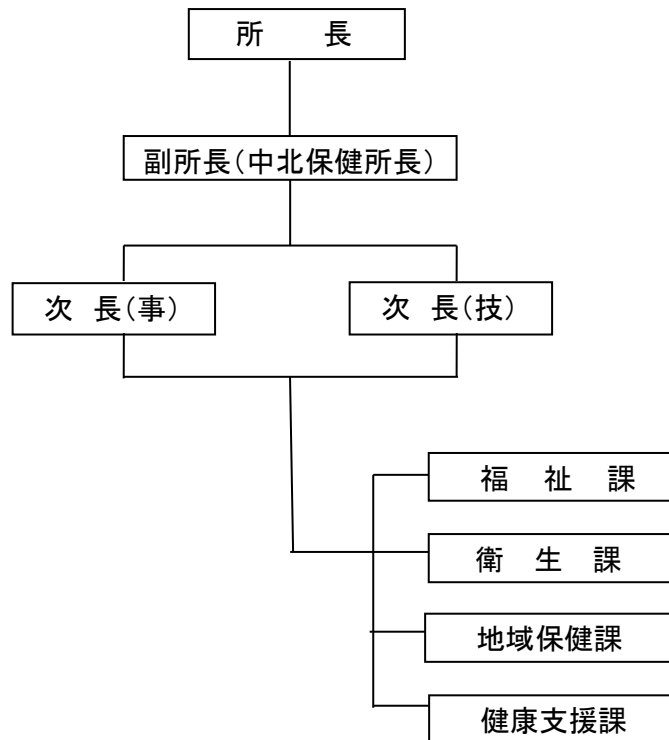 所　長
副所長(中北保健所長)
次 長(事)
次 長(技)
福 祉 課
衛 生 課
地域保健課
健康支援課